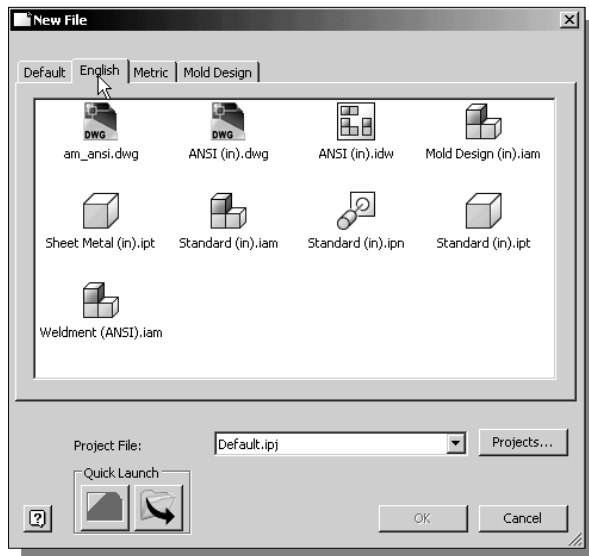 New File
Default English Metric Mold Design
DWG DWG
am_ansi.dwg ANSI (in).dwg ANSI (in).idw Mold Design (in).iam
Sheet Metal (in).ipt Standard (in).iam Standard (in).ipn Standard (in).ipt
Weldment (ANSI).iam
Project File: Default.ipj Projects...
Quick Launch
OK Cancel